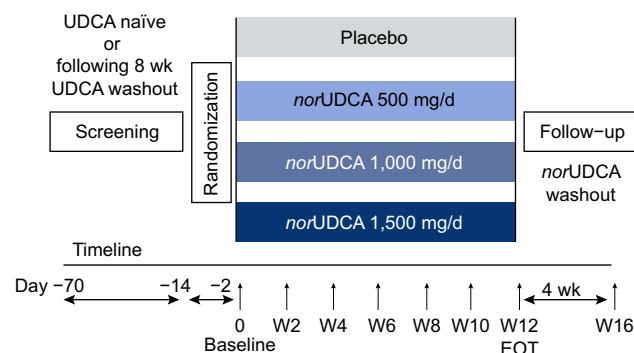 UDCA naïve
or
following 8 wk
UDCA washout
Screening
Randomization
Placebo
norUDCA 500 mg/d
norUDCA 1,000 mg/d
norUDCA 1,500 mg/d
Follow−up
norUDCA
washout
Timeline
Day −70 −14 −2 4 wk
0 W2 W4 W6 W8 W10 W12 W16
Baseline EOT